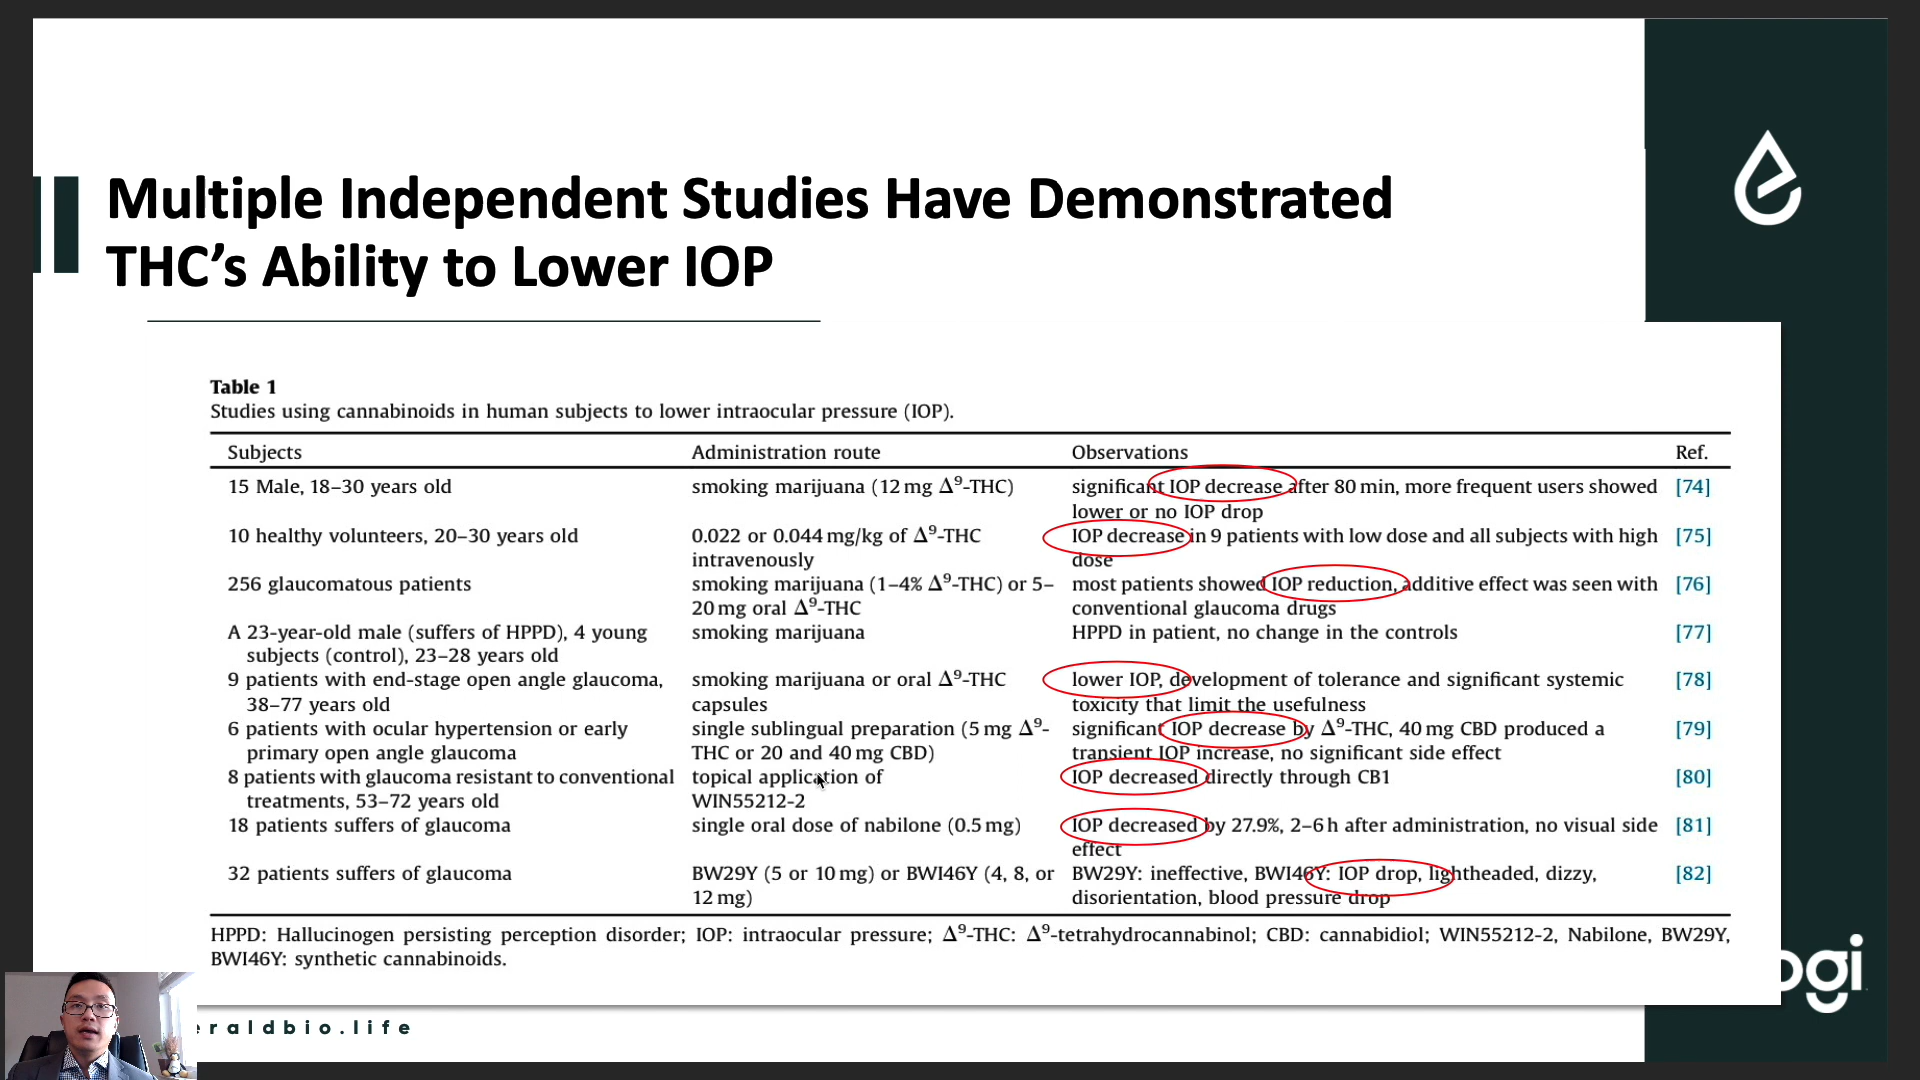 Multiple Independent Studies Have Demonstrated
THC’s Ability to Lower IOP
Table 1
Studies using cannabinoids in human subjects to lower intraocular pressure (IOP).
Subjects Administration route Observations Ref.
15 Male, 18–30 years old smoking marijuana (12 mg Δ⁹-THC) significant IOP decrease after 80 min, more frequent users showed [74]
lower or no IOP drop
10 healthy volunteers, 20–30 years old 0.022 or 0.044 mg/kg of Δ⁹-THC IOP decrease in 9 patients with low dose and all subjects with high [75]
intravenously dose
256 glaucomatous patients smoking marijuana (1–4% Δ⁹-THC) or 5– most patients showed IOP reduction, additive effect was seen with [76]
20 mg oral Δ⁹-THC conventional glaucoma drugs
A 23-year-old male (suffers of HPPD), 4 young smoking marijuana HPPD in patient, no change in the controls [77]
subjects (control), 23–28 years old
9 patients with end-stage open angle glaucoma, smoking marijuana or oral Δ⁹-THC lower IOP, development of tolerance and significant systemic [78]
38–77 years old capsules toxicity that limit the usefulness
6 patients with ocular hypertension or early single sublingual preparation (5 mg Δ⁹- significant IOP decrease by Δ⁹-THC, 40 mg CBD produced a [79]
primary open angle glaucoma THC or 20 and 40 mg CBD) transient IOP increase, no significant side effect
8 patients with glaucoma resistant to conventional topical application of IOP decreased directly through CB1 [80]
treatments, 53–72 years old WIN55212-2
18 patients suffers of glaucoma single oral dose of nabilone (0.5 mg) IOP decreased by 27.9%, 2–6 h after administration, no visual side [81]
effect
32 patients suffers of glaucoma BW29Y (5 or 10 mg) or BWI46Y (4, 8, or BW29Y: ineffective, BWI46Y: IOP drop, lightheaded, dizzy, [82]
12 mg) disorientation, blood pressure drop
HPPD: Hallucinogen persisting perception disorder; IOP: intraocular pressure; Δ⁹-THC: Δ⁹-tetrahydrocannabinol; CBD: cannabidiol; WIN55212-2, Nabilone, BW29Y,
BWI46Y: synthetic cannabinoids.
ogi
eraldbio.life